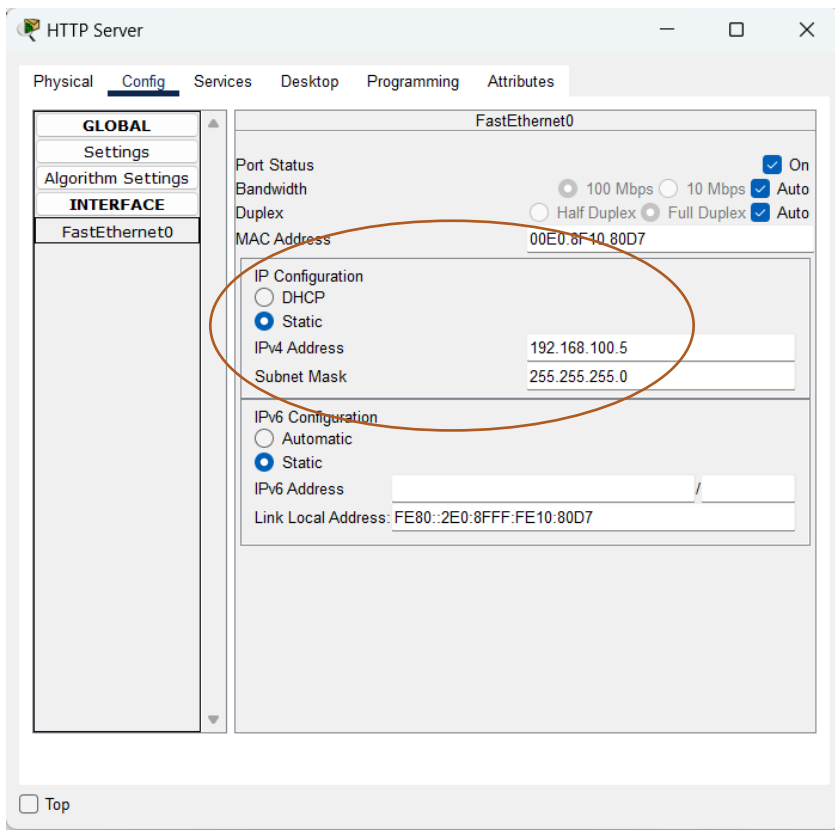 HTTP Server
Physical Config Services Desktop Programming Attributes
GLOBAL
Settings
Algorithm Settings
INTERFACE
FastEthernet0
FastEthernet0
Port Status On
Bandwidth 100 Mbps 10 Mbps Auto
Duplex Half Duplex Full Duplex Auto
MAC Address 00E0.8F10.80D7
IP Configuration
DHCP
Static
IPv4 Address 192.168.100.5
Subnet Mask 255.255.255.0
IPv6 Configuration
Automatic
Static
IPv6 Address /
Link Local Address: FE80::2E0:8FFF:FE10:80D7
Top